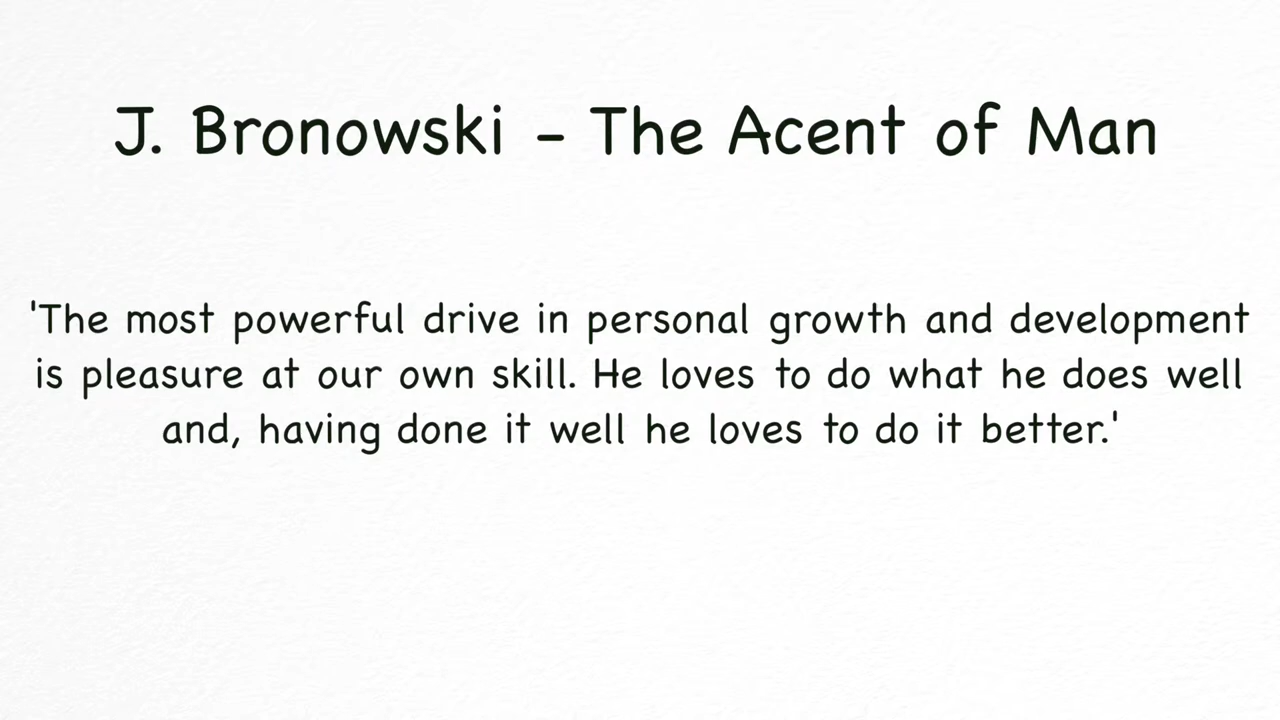 J. Bronowski - The Acent of Man
'The most powerful drive in personal growth and development
is pleasure at our own skill. He loves to do what he does well
and, having done it well he loves to do it better.'